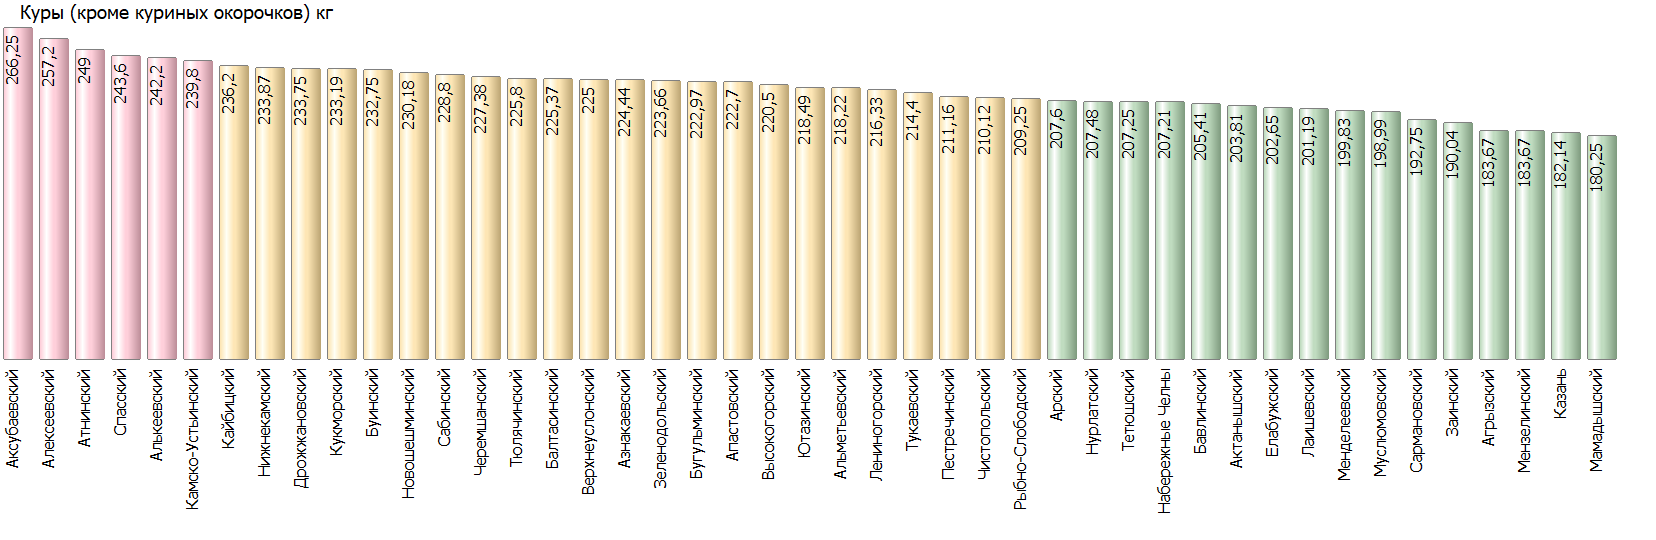 Куры (кроме куриных окорочков) кг
266,25
257,2
249
243,6
242,2
239,8
236,2
233,87
233,75
233,19
232,75
230,18
228,8
227,38
225,8
225,37
225
224,44
223,66
222,97
222,7
220,5
218,49
218,22
216,33
214,4
211,16
210,12
209,25
207,6
207,48
207,25
207,21
205,41
203,81
202,65
201,19
199,83
198,99
192,75
190,04
183,67
183,67
182,14
180,25
Аксубаевский
Алексеевский
Атнинский
Спасский
Алькеевский
Камско-Устьинский
Кайбицкий
Нижнекамский
Дрожжановский
Кукморский
Буинский
Новошешминский
Сабинский
Черемшанский
Тюлячинский
Балтасинский
Верхнеуслонский
Азнакаевский
Зеленодольский
Бугульминский
Апастовский
Высокогорский
Ютазинский
Альметьевский
Лениногорский
Тукаевский
Пестречинский
Чистопольский
Рыбно-Слободский
Арский
Нурлатский
Тетюшский
Набережные Челны
Бавлинский
Актанышский
Елабужский
Лаишевский
Менделеевский
Муслюмовский
Сармановский
Заинский
Агрызский
Мензелинский
Казань
Мамадышский